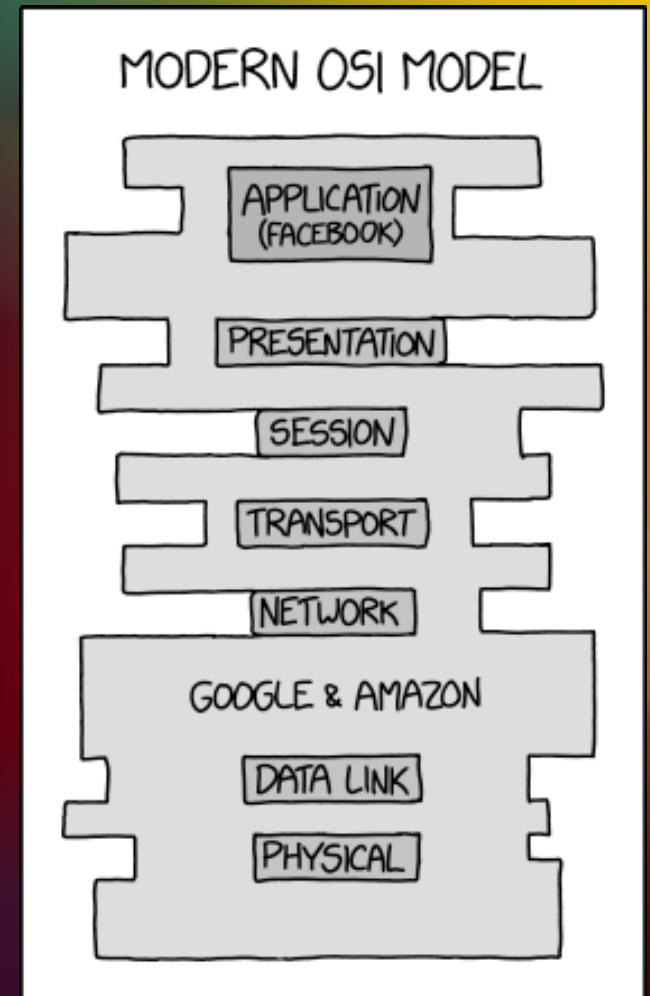 MODERN OSI MODEL
APPLICATION
(FACEBOOK)
PRESENTATION
SESSION
TRANSPORT
NETWORK
GOOGLE & AMAZON
DATA LINK
PHYSICAL